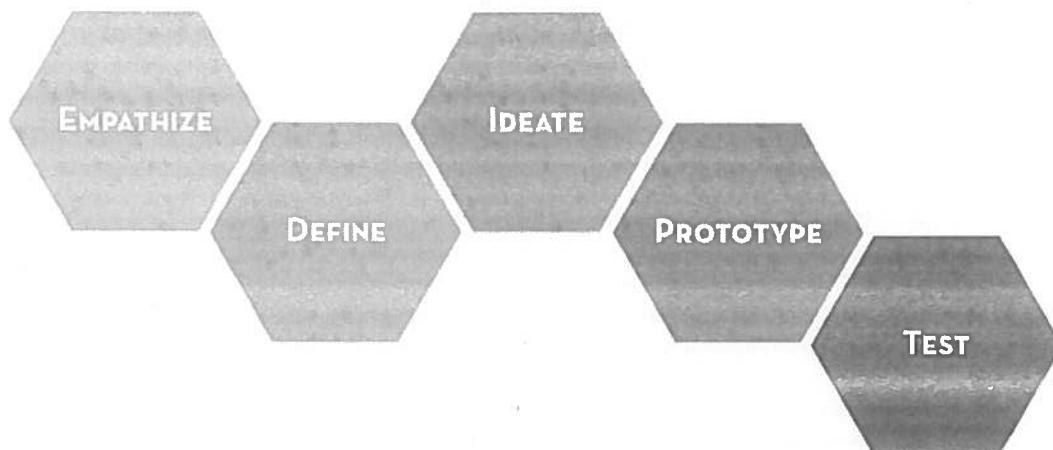 EMPATHIZE
DEFINE
IDEATE
PROTOTYPE
TEST